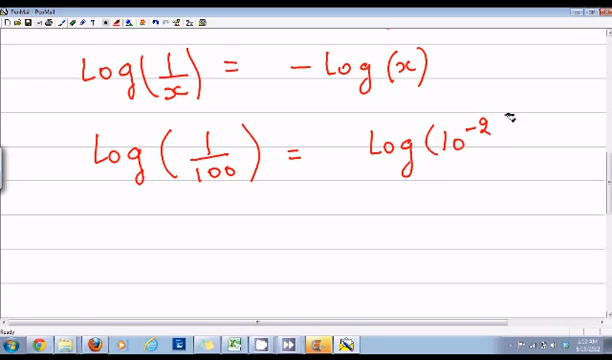 Log(1/x) = - Log(x)
Log(1/100) = Log(10⁻²